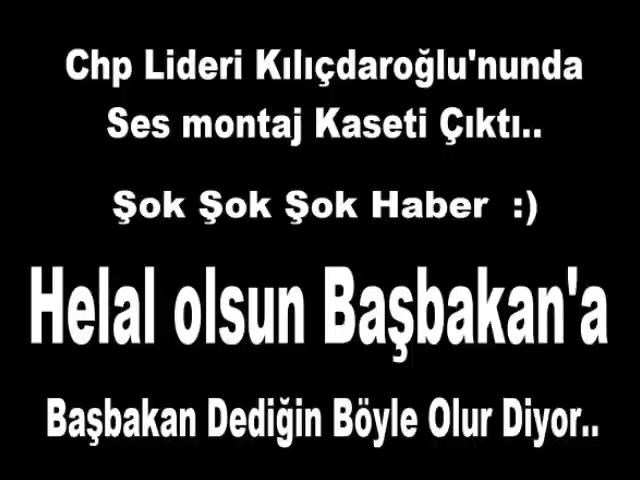 Chp Lideri Kılıçdaroğlu'nunda
Ses montaj Kaseti Çıktı..
Şok Şok Şok Haber :)
Helal olsun Başbakan'a
Başbakan Dediğin Böyle Olur Diyor..